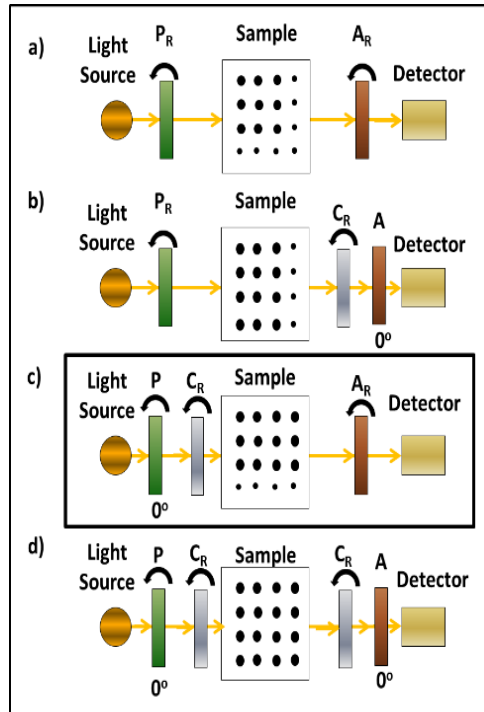 a) Light Source P_R Sample A_R Detector
b) Light Source P_R Sample C_R A Detector
0°
c) Light Source P C_R Sample A_R Detector
0°
d) Light Source P C_R Sample C_R A Detector
0° 0°